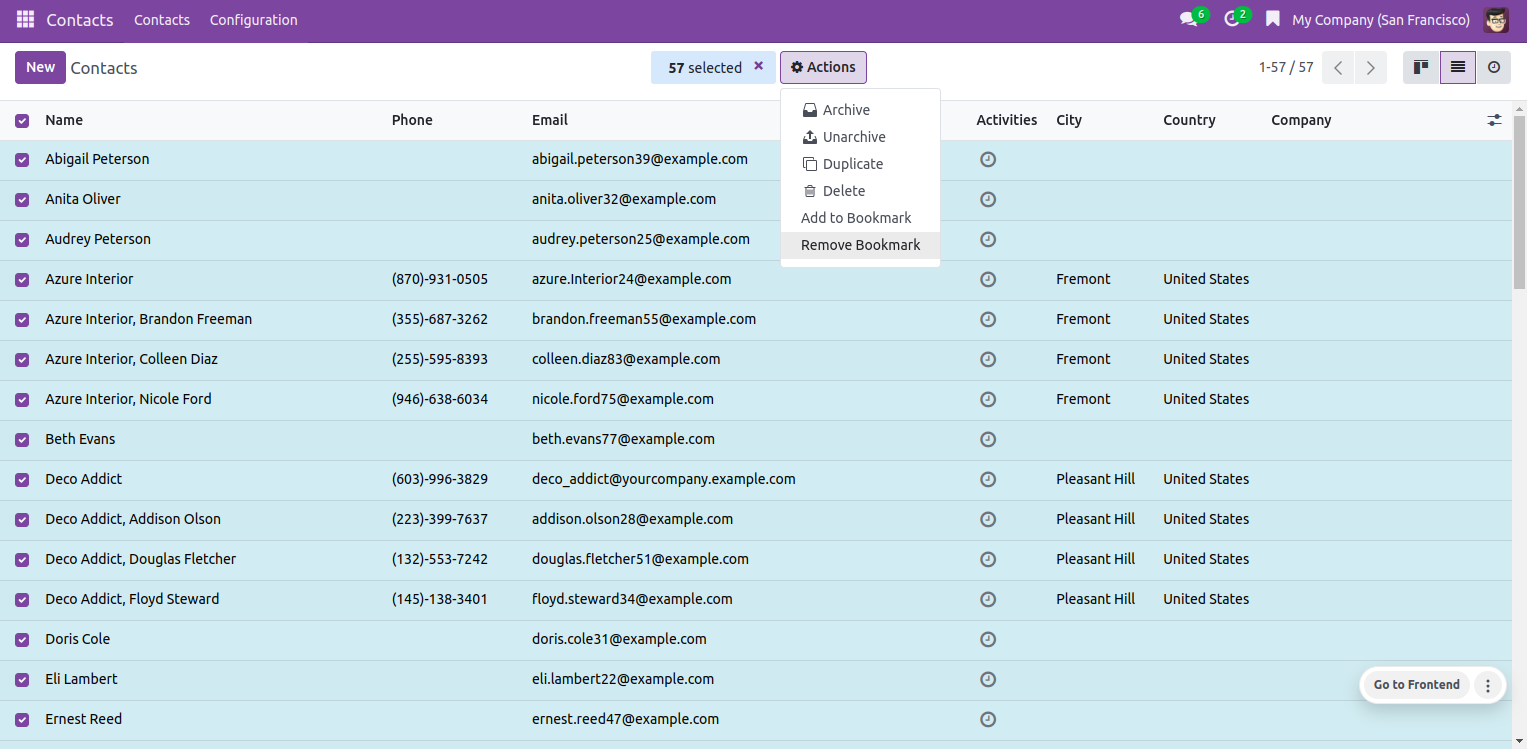 Contacts Contacts Configuration 6 2 My Company (San Francisco)
New Contacts 57 selected Actions 1-57 / 57
Archive
Unarchive
Duplicate
Delete
Add to Bookmark
Remove Bookmark
Name Phone Email Activities City Country Company
Abigail Peterson abigail.peterson39@example.com
Anita Oliver anita.oliver32@example.com
Audrey Peterson audrey.peterson25@example.com
Azure Interior (870)-931-0505 azure.Interior24@example.com Fremont United States
Azure Interior, Brandon Freeman (355)-687-3262 brandon.freeman55@example.com Fremont United States
Azure Interior, Colleen Diaz (255)-595-8393 colleen.diaz83@example.com Fremont United States
Azure Interior, Nicole Ford (946)-638-6034 nicole.ford75@example.com Fremont United States
Beth Evans beth.evans77@example.com
Deco Addict (603)-996-3829 deco_addict@yourcompany.example.com Pleasant Hill United States
Deco Addict, Addison Olson (223)-399-7637 addison.olson28@example.com Pleasant Hill United States
Deco Addict, Douglas Fletcher (132)-553-7242 douglas.fletcher51@example.com Pleasant Hill United States
Deco Addict, Floyd Steward (145)-138-3401 floyd.steward34@example.com Pleasant Hill United States
Doris Cole doris.cole31@example.com
Eli Lambert eli.lambert22@example.com
Go to Frontend
Ernest Reed ernest.reed47@example.com